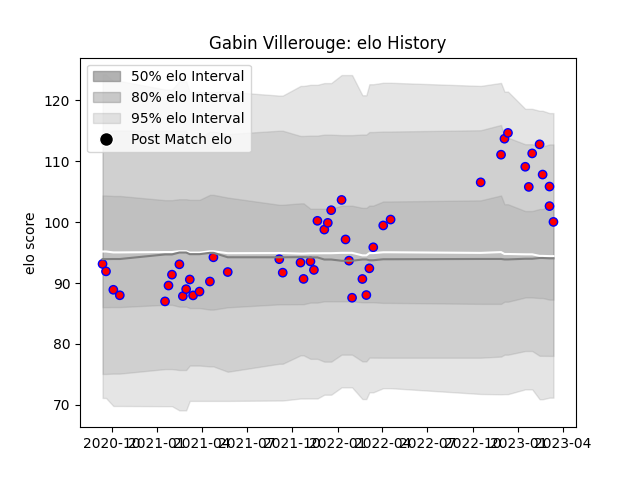 Gabin Villerouge: elo History
50% elo Interval
80% elo Interval
95% elo Interval
Post Match elo
elo score
120
110
100
90
80
70
2020-10 2021-01 2021-04 2021-07 2021-10 2022-01 2022-04 2022-07 2022-10 2023-01 2023-04